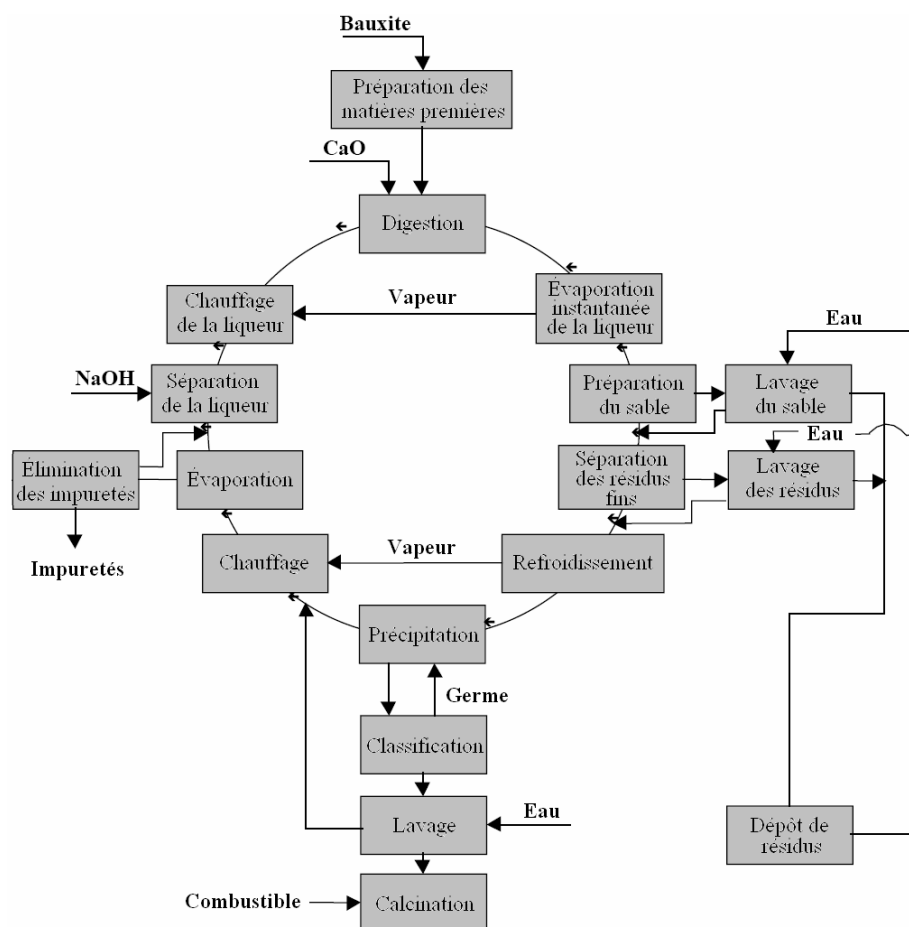 Bauxite
Préparation des
matières premières
CaO
Digestion
Chauffage
de la liqueur
Vapeur
Évaporation
instantanée
de la liqueur
Eau
NaOH
Séparation
de la liqueur
Préparation
du sable
Lavage
du sable
Eau
Élimination
des impuretés
Évaporation
Séparation
des résidus
fins
Lavage
des résidus
Impuretés
Chauffage
Vapeur
Refroidissement
Précipitation
Germe
Classification
Lavage
Eau
Dépôt de
résidus
Combustible
Calcination